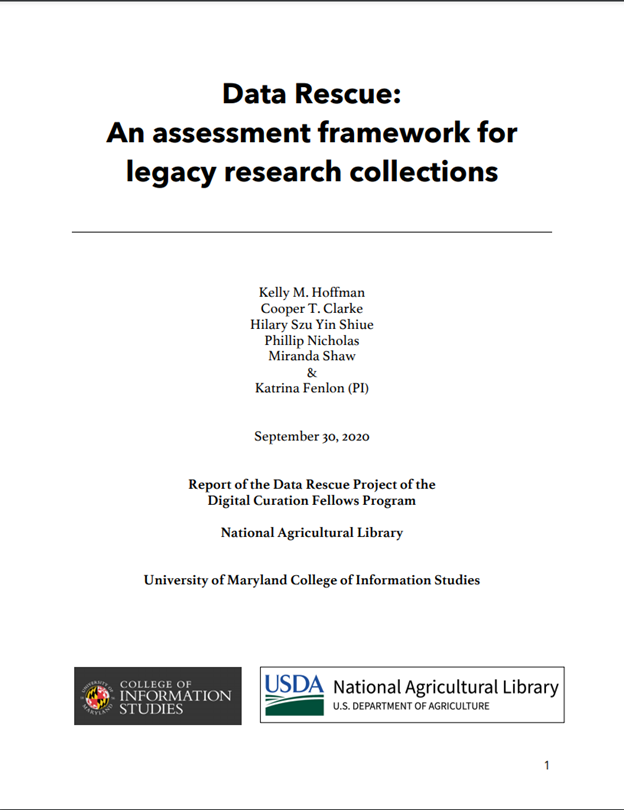 Data Rescue:
An assessment framework for
legacy research collections
Kelly M. Hoffman
Cooper T. Clarke
Hilary Szu Yin Shiue
Phillip Nicholas
Miranda Shaw
&
Katrina Fenlon (PI)
September 30, 2020
Report of the Data Rescue Project of the
Digital Curation Fellows Program
National Agricultural Library
University of Maryland College of Information Studies
UNIVERSITY OF MARYLAND
COLLEGE OF
INFORMATION
STUDIES
USDA
National Agricultural Library
U.S. DEPARTMENT OF AGRICULTURE
1